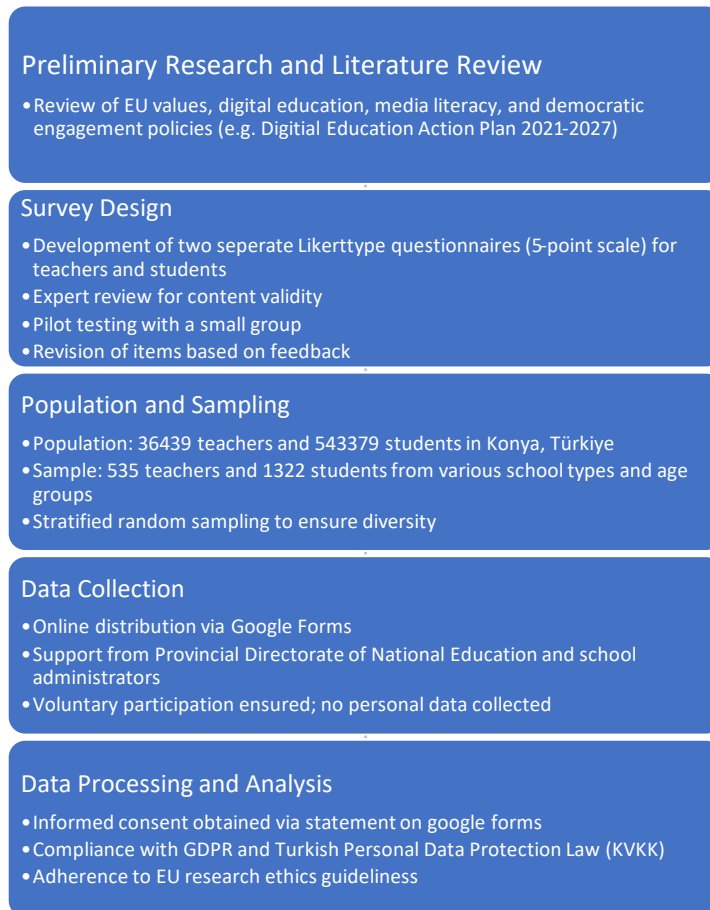 Preliminary Research and Literature Review
•Review of EU values, digital education, media literacy, and democratic
engagement policies (e.g. Digitial Education Action Plan 2021-2027)
Survey Design
•Development of two seperate Likerttype questionnaires (5-point scale) for
teachers and students
•Expert review for content validity
•Pilot testing with a small group
•Revision of items based on feedback
Population and Sampling
•Population: 36439 teachers and 543379 students in Konya, Türkiye
•Sample: 535 teachers and 1322 students from various school types and age
groups
•Stratified random sampling to ensure diversity
Data Collection
•Online distribution via Google Forms
•Support from Provincial Directorate of National Education and school
administrators
•Voluntary participation ensured; no personal data collected
Data Processing and Analysis
•Informed consent obtained via statement on google forms
•Compliance with GDPR and Turkish Personal Data Protection Law (KVKK)
•Adherence to EU research ethics guideliness